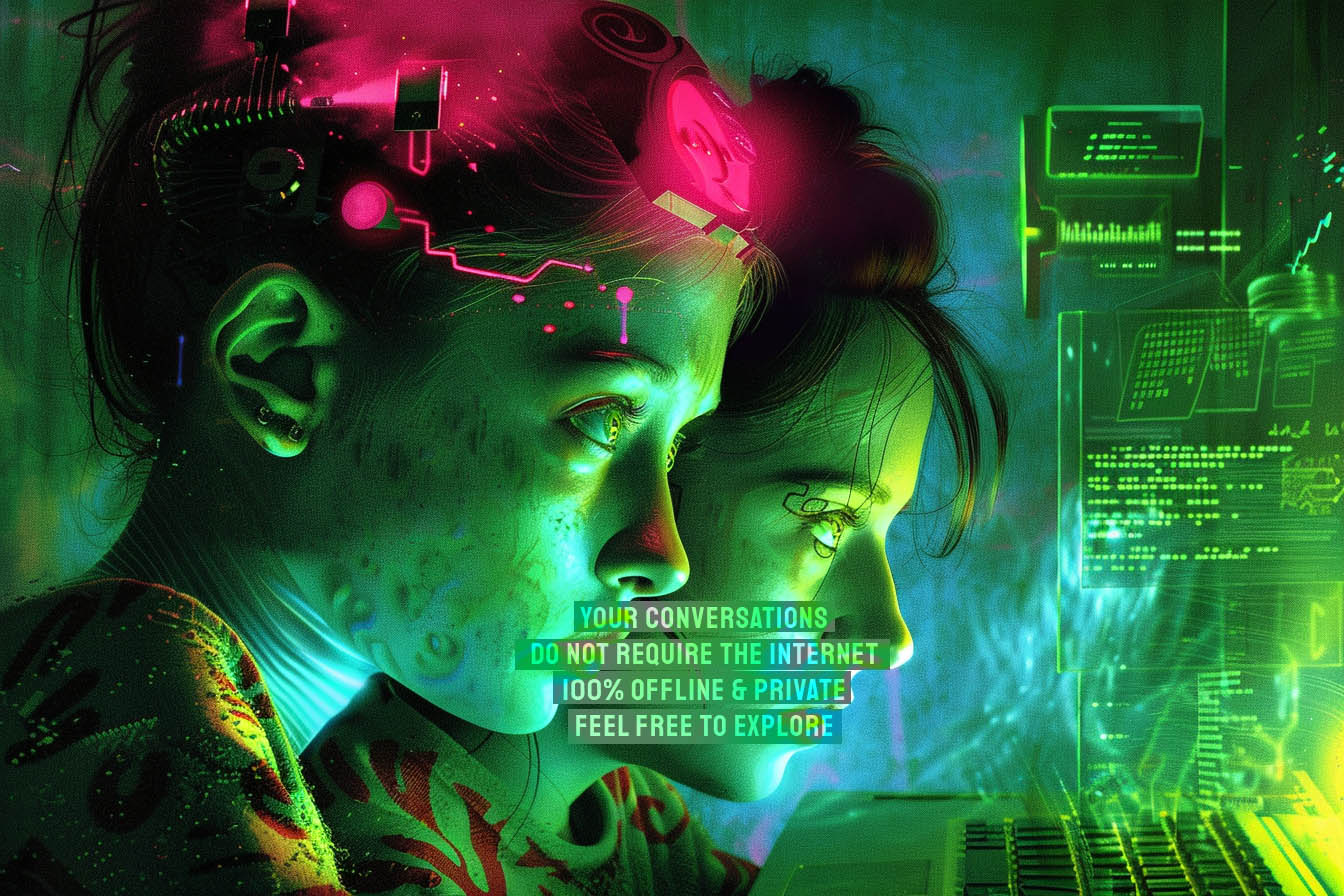 YOUR CONVERSATIONS
DO NOT REQUIRE THE INTERNET
100% OFFLINE & PRIVATE
FEEL FREE TO EXPLORE